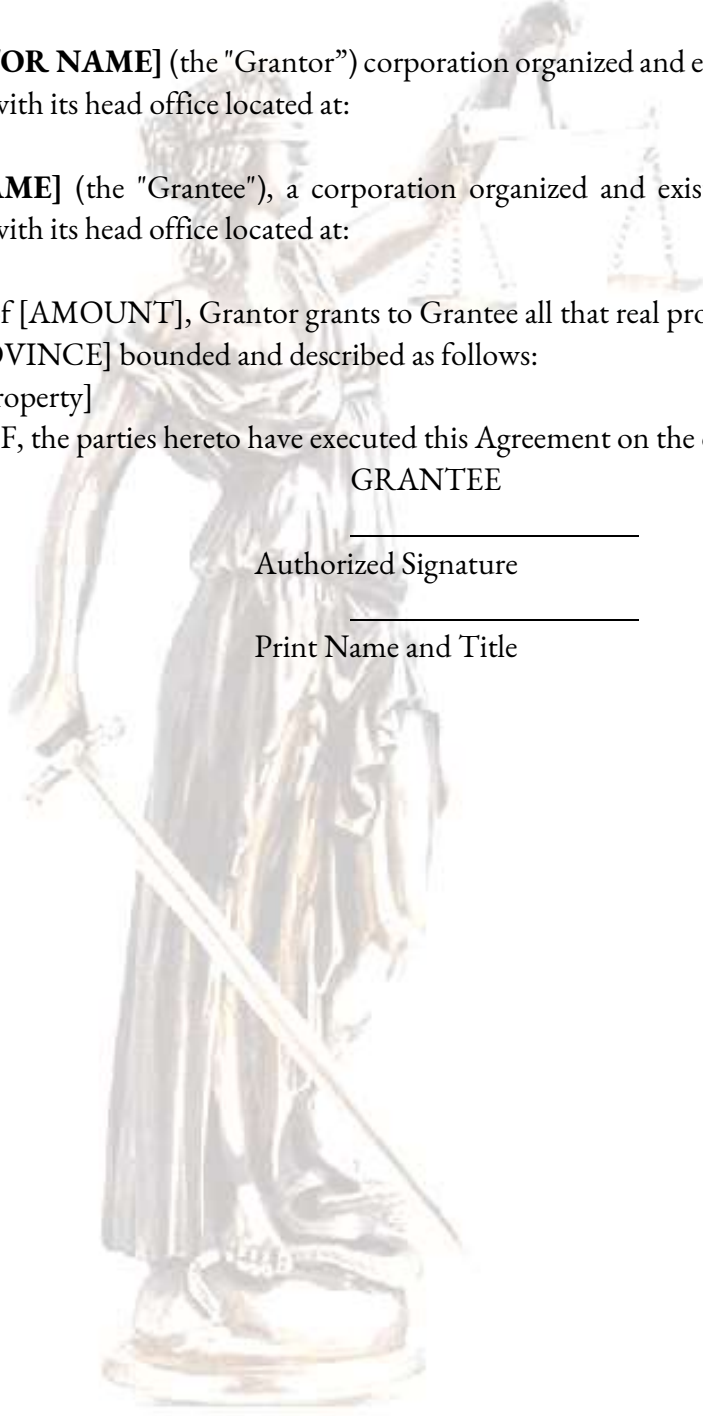 OR NAME] (the "Grantor”) corporation organized and e
with its head office located at:
AME] (the "Grantee"), a corporation organized and exis
with its head office located at:
f [AMOUNT], Grantor grants to Grantee all that real pro
OVINCE] bounded and described as follows:
roperty]
F, the parties hereto have executed this Agreement on the
GRANTEE
Authorized Signature
Print Name and Title